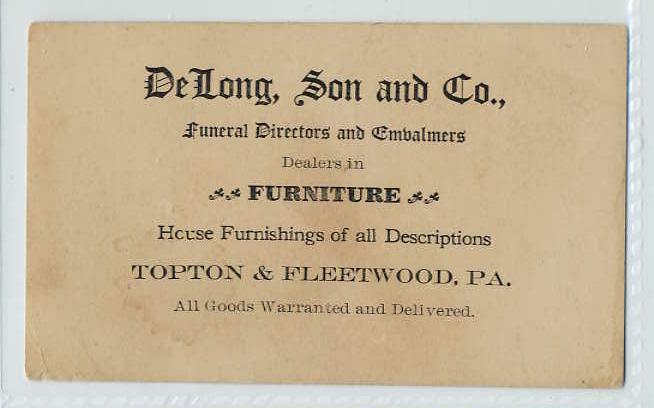 DeLong, Son and Co.,
Funeral Directors and Embalmers
Dealers in
FURNITURE
House Furnishings of all Descriptions
TOPTON & FLEETWOOD, PA.
All Goods Warranted and Delivered.